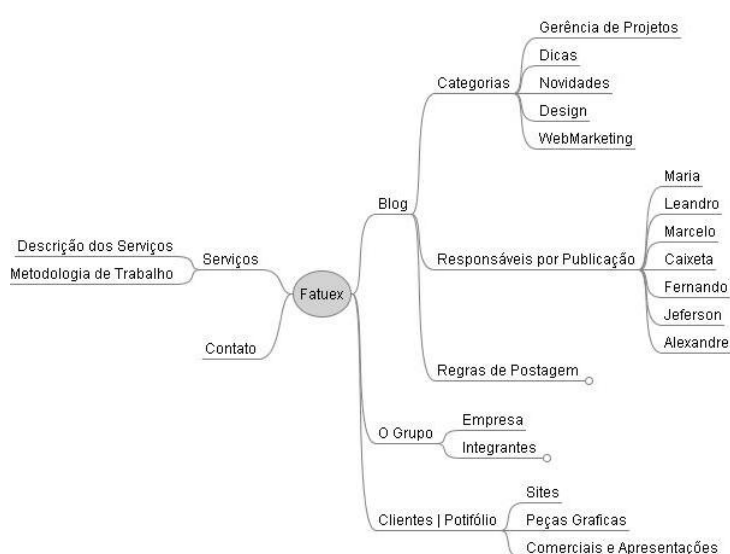 Gerência de Projetos
Dicas
Categorias
Novidades
Design
WebMarketing
Maria
Blog
Leandro
Marcelo
Descrição dos Serviços
Serviços
Responsáveis por Publicação
Caixeta
Metodologia de Trabalho
Fernando
Fatuex
Jeferson
Contato
Alexandre
Regras de Postagem
Empresa
O Grupo
Integrantes
Sites
Clientes | Potifólio
Peças Graficas
Comerciais e Apresentações